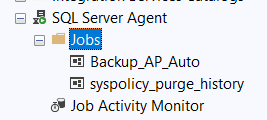 Integration Services Catalogs
SQL Server Agent
Jobs
Backup_AP_Auto
syspolicy_purge_history
Job Activity Monitor